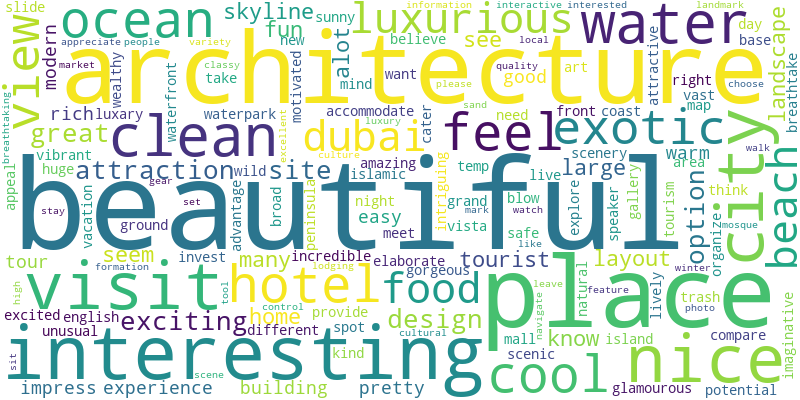 slide
ocean
skyline
fun
interactive
sunny
new
alot
information
interested
luxurious
believe
see
water
landmark
day
base
view
modern
appreciate
people
variety
market
classy
wealthy
take
architecture
motivated
mind
want
local
quality
good
art
please
attractive
choose
right
vast
map
landscape
breathtake
breathtaking
great
rich
luxury
waterfront
waterpark
accommodate
need
front
coast
sand
walk
clean
excellent
dubai
cater
feel
exotic
city
appeal
vibrant
huge
attraction
wild
site
amazing
islamic
luxury
culture
temp
intriguing
live
large
scenery
blow
warm
area
gallery
think
tourism
beach
stay
gear
set
vacation
ground
advantage
broad
beautiful
peninsula
night
easy
meet
grand
mark
vista
watch
safe
like
explore
speaker
option
organize
mosque
tour
seem
invest
many
incredible
elaborate
gorgeous
tourist
layout
winter
photo
formation
high
visit
tool
hotel
lodging
control
food
place
natural
feature
lively
trash
leave
navigate
imaginative
excited
english
unusual
exciting
home
different
provide
spot
cultural
design
mall
know
island
compare
sit
interesting
scene
kind
scenic
cool
nice
glamourous
impress
experience
building
pretty
potential